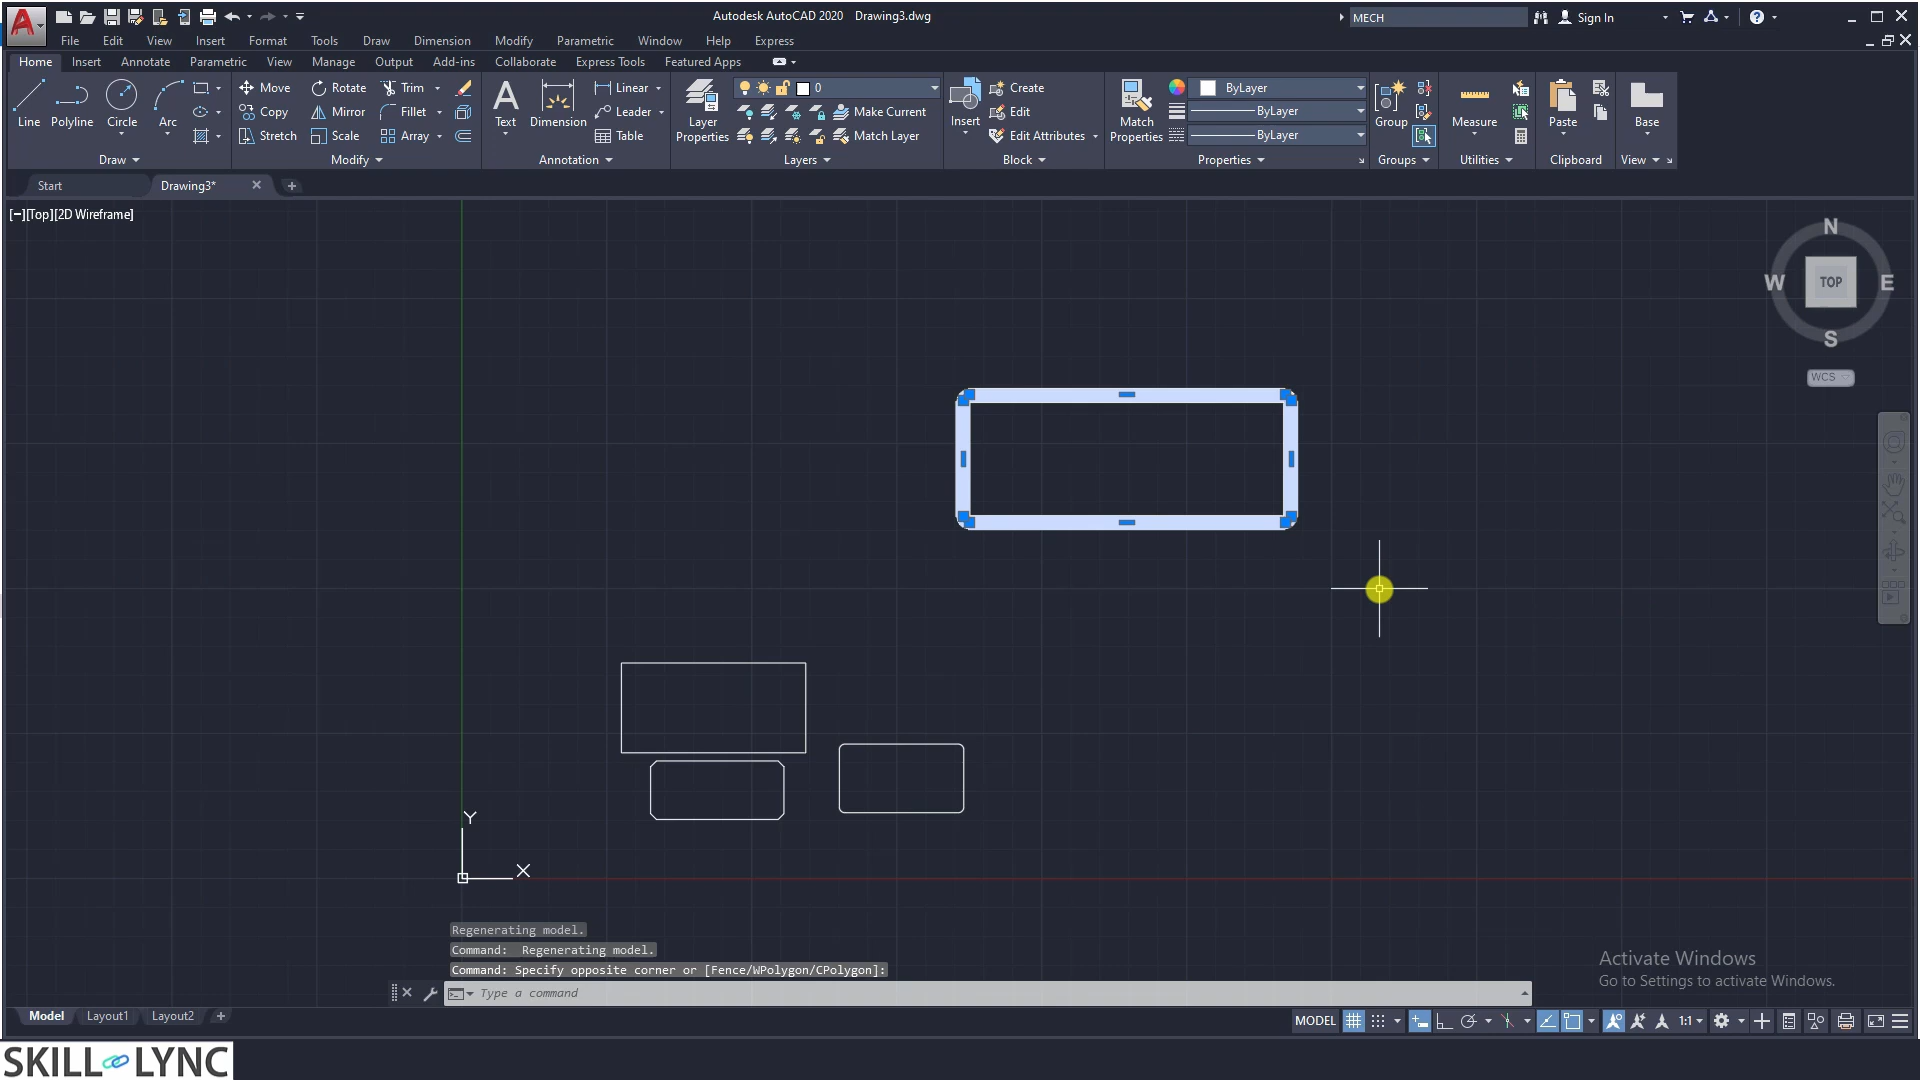 Autodesk AutoCAD 2020 Drawing3.dwg
MECH
Sign In
File Edit View Insert Format Tools Draw Dimension Modify Parametric Window Help Express
Home Insert Annotate Parametric View Manage Output Add-ins Collaborate Express Tools Featured Apps
Line
Polyline
Circle
Arc
Draw
Move
Rotate
Trim
Copy
Mirror
Fillet
Stretch
Scale
Array
Modify
Text
Dimension
Linear
Leader
Table
Annotation
Layer
Properties
0
Make Current
Match Layer
Layers
Insert
Create
Edit
Edit Attributes
Block
Match
Properties
ByLayer
ByLayer
ByLayer
Properties
Group
Groups
Measure
Utilities
Paste
Clipboard
Base
View
Start
Drawing3*
[−][Top][2D Wireframe]
N
W
TOP
E
S
WCS
Y
X
Regenerating model.
Command: Regenerating model.
Command: Specify opposite corner or [Fence/WPolygon/CPolygon]:
Type a command
Activate Windows
Go to Settings to activate Windows.
Model Layout1 Layout2
MODEL
1:1
SKILL LYNC